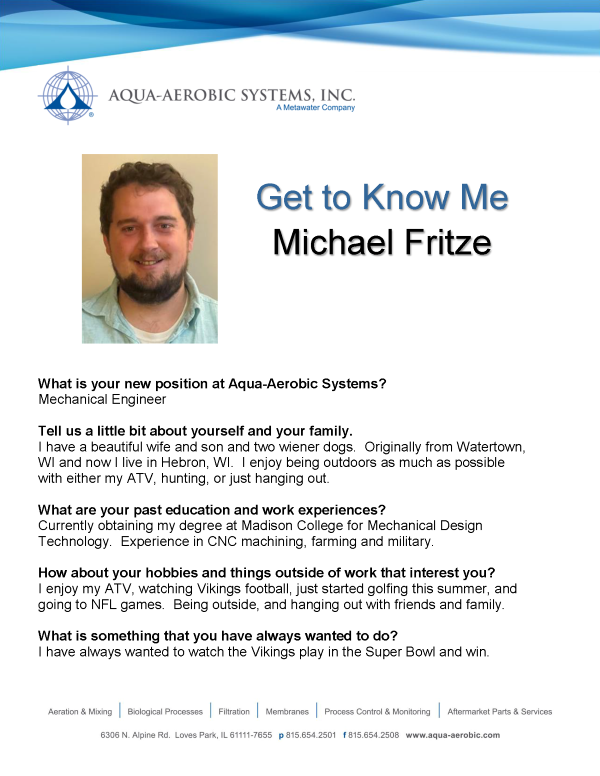 AQUA-AEROBIC SYSTEMS, INC.
A Metawater Company
®
Get to Know Me
Michael Fritze
What is your new position at Aqua-Aerobic Systems?
Mechanical Engineer
Tell us a little bit about yourself and your family.
I have a beautiful wife and son and two wiener dogs.  Originally from Watertown,
WI and now I live in Hebron, WI.  I enjoy being outdoors as much as possible
with either my ATV, hunting, or just hanging out.
What are your past education and work experiences?
Currently obtaining my degree at Madison College for Mechanical Design
Technology.  Experience in CNC machining, farming and military.
How about your hobbies and things outside of work that interest you?
I enjoy my ATV, watching Vikings football, just started golfing this summer, and
going to NFL games.  Being outside, and hanging out with friends and family.
What is something that you have always wanted to do?
I have always wanted to watch the Vikings play in the Super Bowl and win.
Aeration & Mixing | Biological Processes | Filtration | Membranes | Process Control & Monitoring | Aftermarket Parts & Services
6306 N. Alpine Rd.  Loves Park, IL 61111-7655  p 815.654.2501  f 815.654.2508  www.aqua-aerobic.com